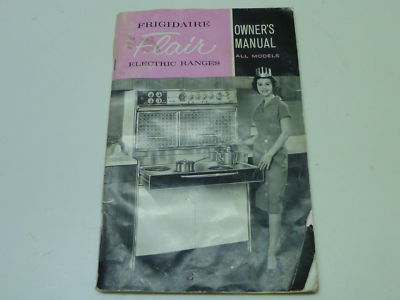 FRIGIDAIRE
Flair
ELECTRIC RANGES
OWNER'S
MANUAL
ALL MODELS